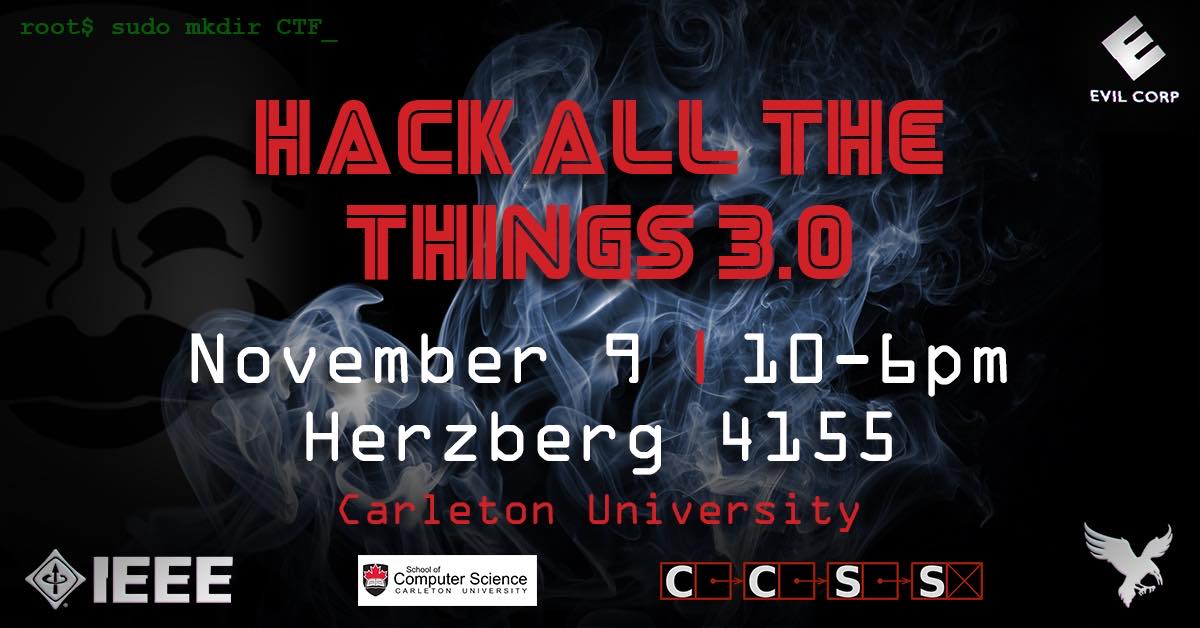 root$ sudo mkdir CTF_
EVIL CORP
HACK ALL THE
THINGS 3.0
November 9 | 10-6pm
Herzberg 4155
Carleton University
IEEE
School of
Computer Science
CARLETON UNIVERSITY
C C S S